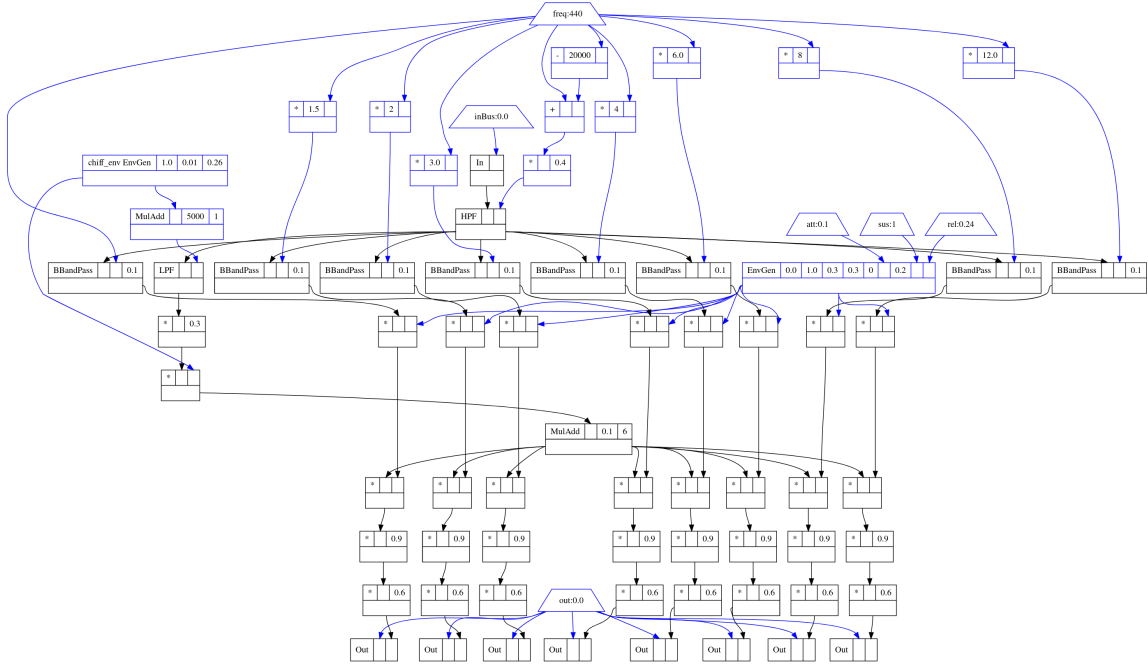 freq:440
- 20000
* 6.0
* 8
* 12.0
* 1.5
* 2
inBus:0.0
+
* 4
chiff_env EnvGen 1.0 0.01 0.26
* 3.0
In
* 0.4
MulAdd 5000 1
HPF
att:0.1
sus:1
rel:0.24
BBandPass 0.1
LPF
BBandPass 0.1
BBandPass 0.1
BBandPass 0.1
BBandPass 0.1
BBandPass 0.1
EnvGen 0.0 1.0 0.3 0.3 0 0.2
BBandPass 0.1
BBandPass 0.1
* 0.3
*
*
*
*
*
*
*
*
*
MulAdd 0.1 6
*
*
*
*
*
*
*
*
* 0.9
* 0.9
* 0.9
* 0.9
* 0.9
* 0.9
* 0.9
* 0.9
* 0.6
* 0.6
* 0.6
out:0.0
* 0.6
* 0.6
* 0.6
* 0.6
* 0.6
Out
Out
Out
Out
Out
Out
Out
Out